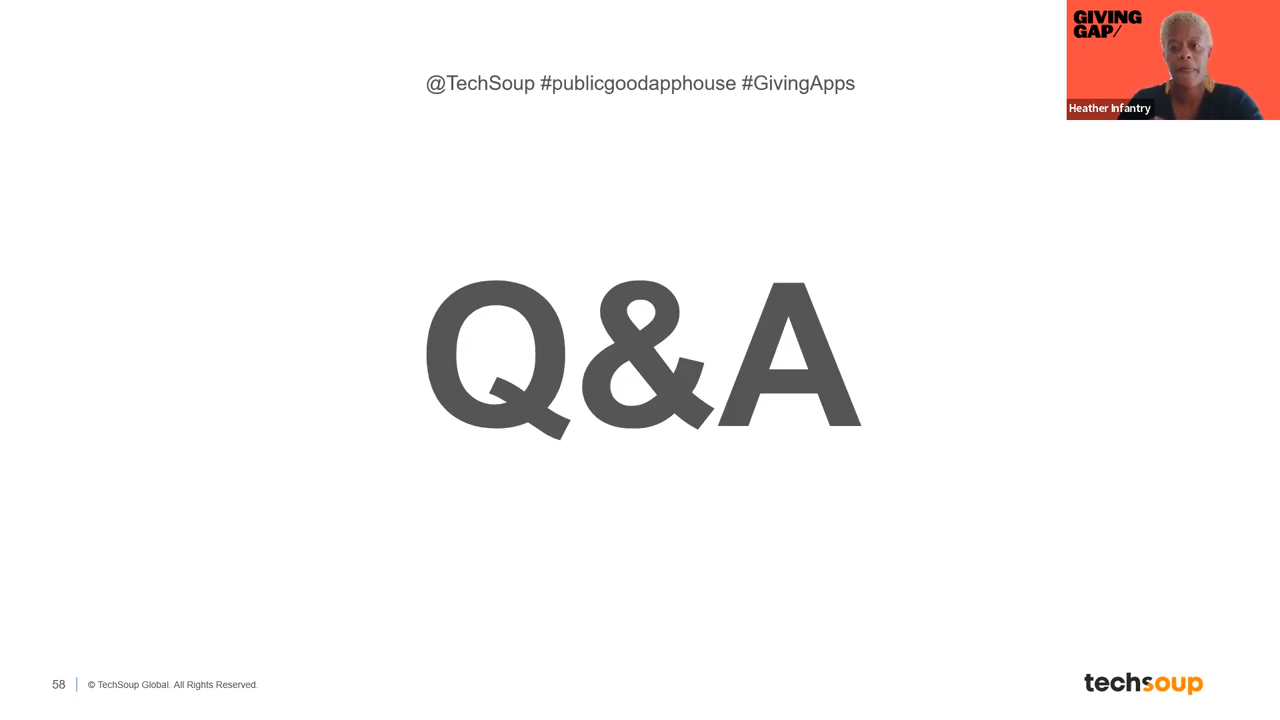 GIVING
GAP/
Heather Infantry
@TechSoup #publicgoodapphouse #GivingApps
Q&A
58
© TechSoup Global. All Rights Reserved.
techsoup